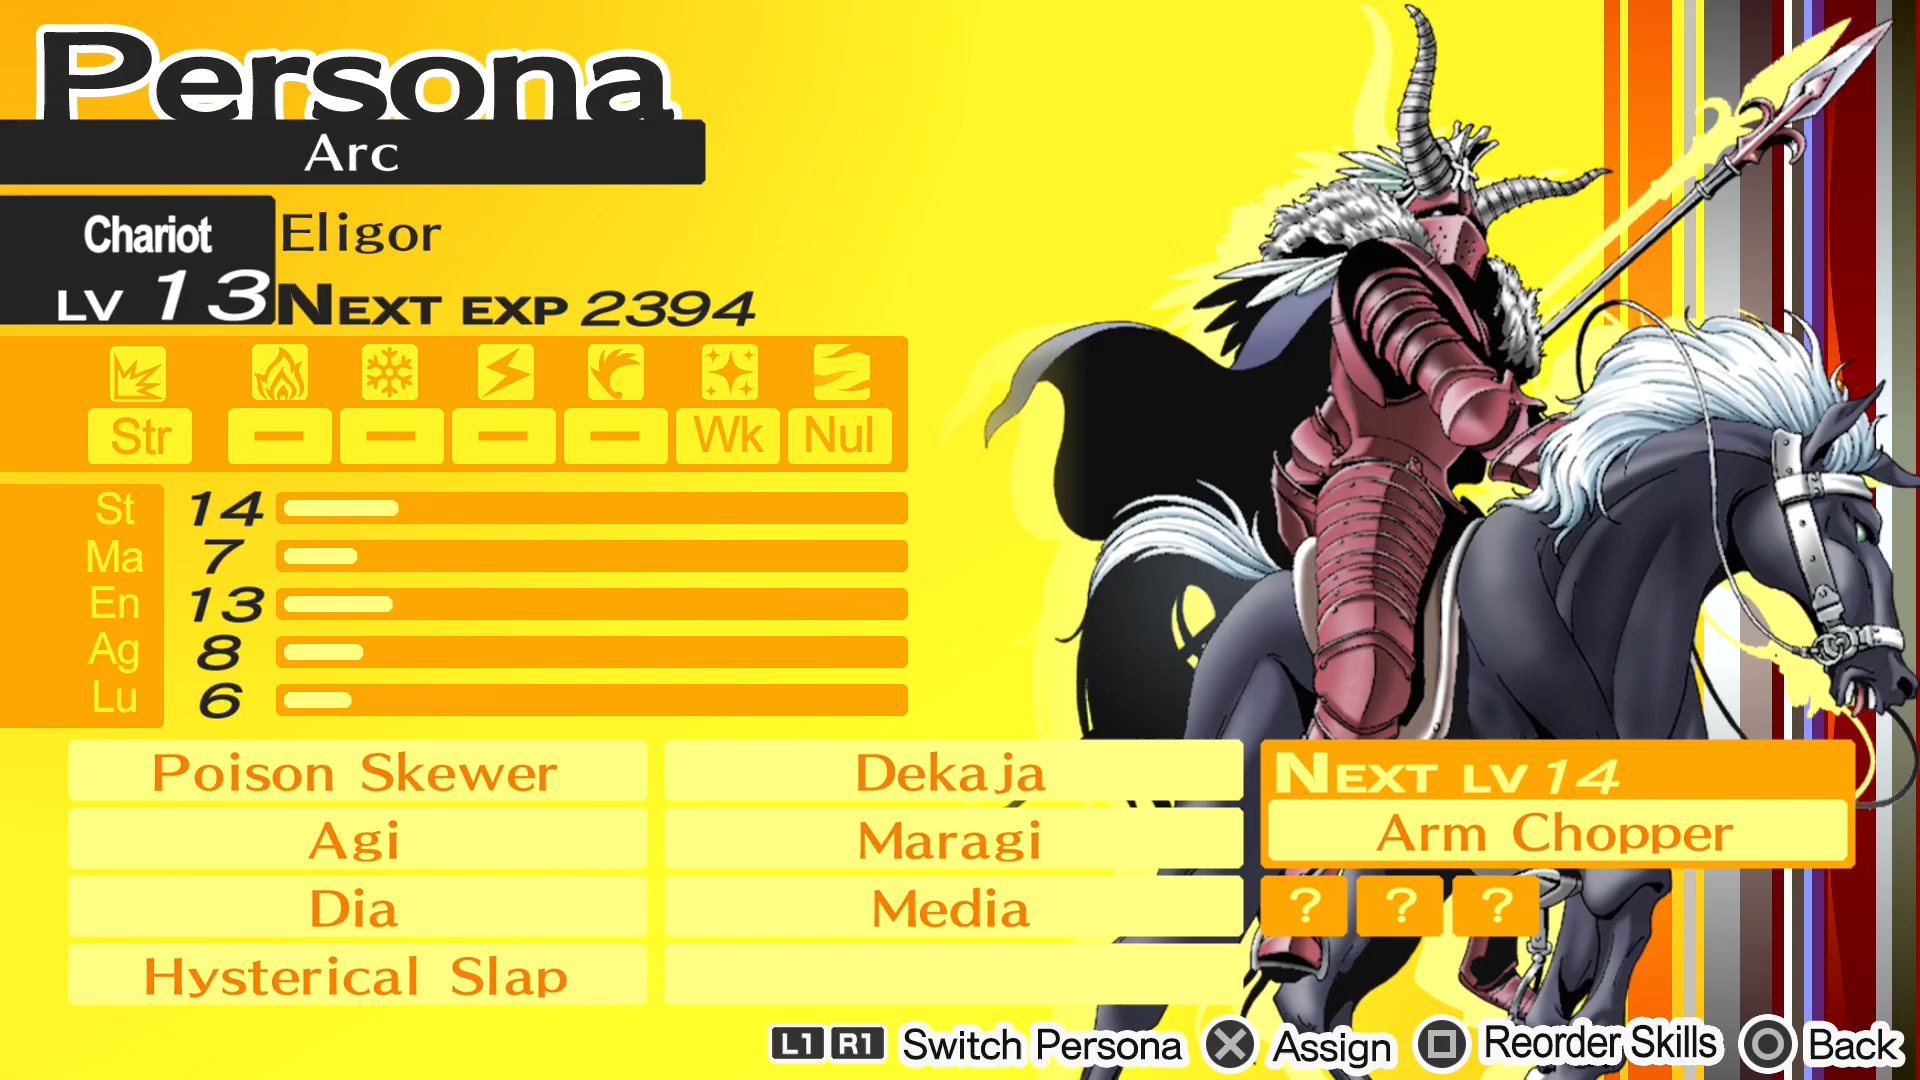 Persona
Arc
Chariot
Eligor
LV 13
NEXT EXP 2394
Str — — — — Wk Nul
St 14
Ma 7
En 13
Ag 8
Lu 6
Poison Skewer
Dekaja
Agi
Maragi
Dia
Media
Hysterical Slap
NEXT LV 14
Arm Chopper
? ? ?
L1 R1 Switch Persona Assign Reorder Skills Back